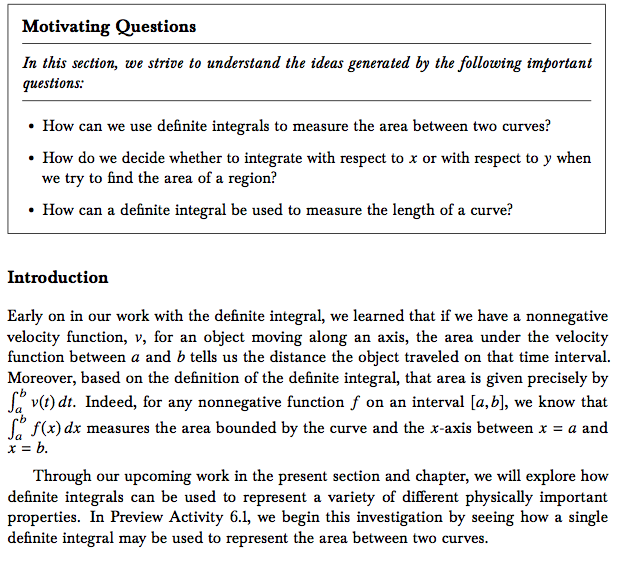 Motivating Questions
In this section, we strive to understand the ideas generated by the following important
questions:
• How can we use definite integrals to measure the area between two curves?
• How do we decide whether to integrate with respect to x or with respect to y when
we try to find the area of a region?
• How can a definite integral be used to measure the length of a curve?
Introduction
Early on in our work with the definite integral, we learned that if we have a nonnegative
velocity function, v, for an object moving along an axis, the area under the velocity
function between a and b tells us the distance the object traveled on that time interval.
Moreover, based on the definition of the definite integral, that area is given precisely by
∫_a^b v(t) dt. Indeed, for any nonnegative function f on an interval [a,b], we know that
∫_a^b f(x) dx measures the area bounded by the curve and the x-axis between x = a and
x = b.
Through our upcoming work in the present section and chapter, we will explore how
definite integrals can be used to represent a variety of different physically important
properties. In Preview Activity 6.1, we begin this investigation by seeing how a single
definite integral may be used to represent the area between two curves.